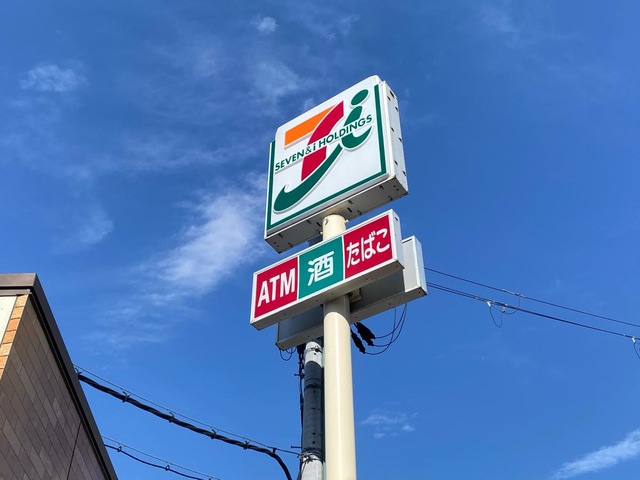 SEVEN&i HOLDINGS
ATM 酒 たばこ